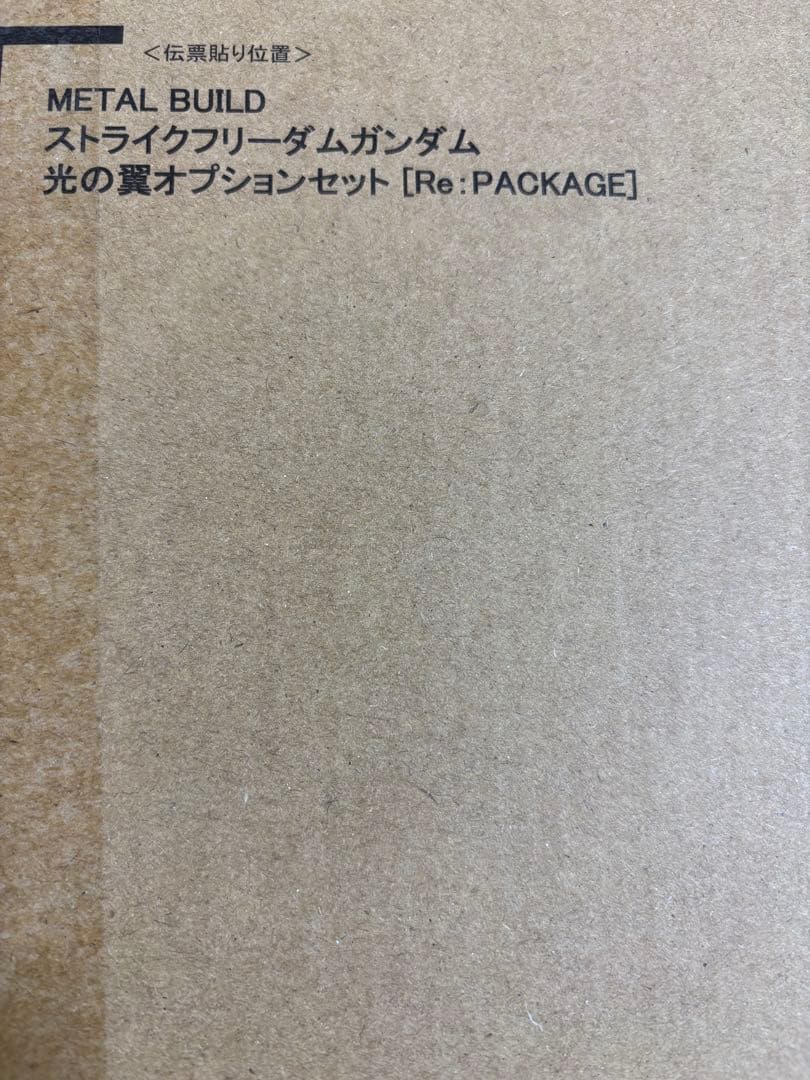 ＜伝票貼り位置＞
METAL BUILD
ストライクフリーダムガンダム
光の翼オプションセット [Re：PACKAGE]